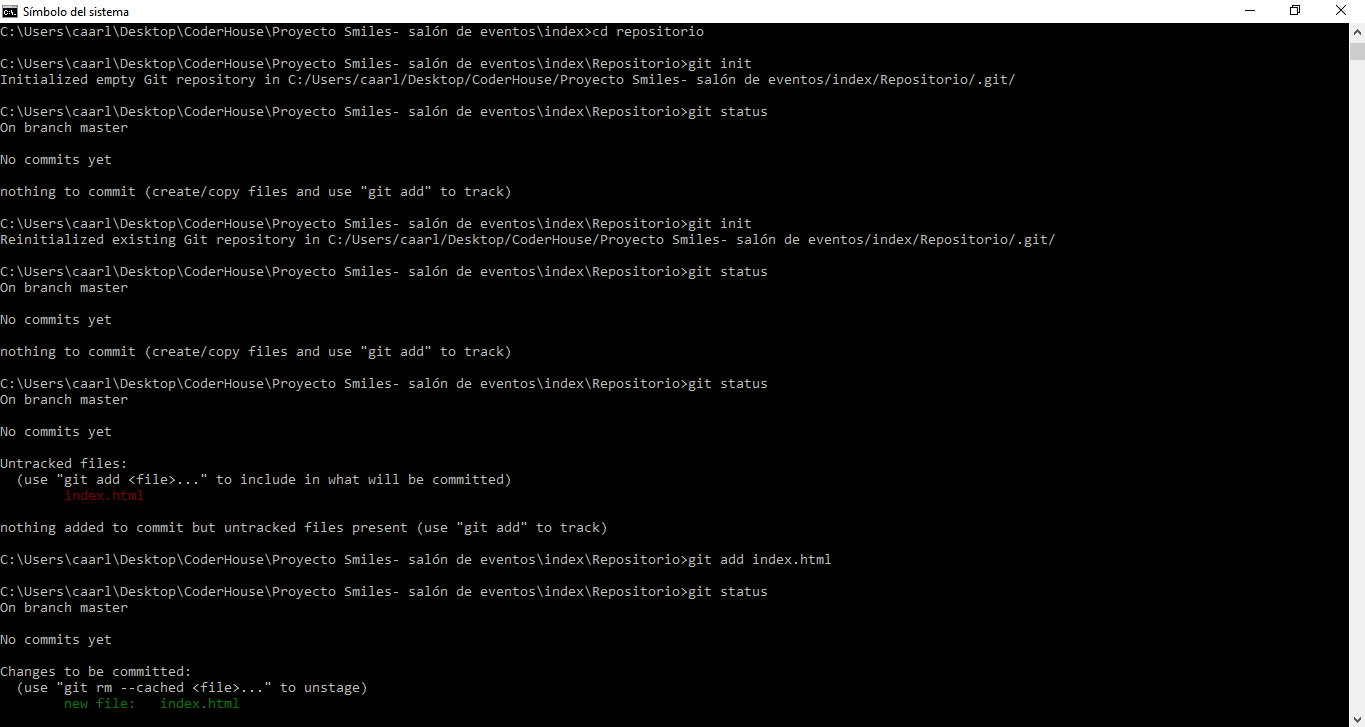 Símbolo del sistema
C:\Users\caarl\Desktop\CoderHouse\Proyecto Smiles- salón de eventos\index>cd repositorio
C:\Users\caarl\Desktop\CoderHouse\Proyecto Smiles- salón de eventos\index\Repositorio>git init
Initialized empty Git repository in C:/Users/caarl/Desktop/CoderHouse/Proyecto Smiles- salón de eventos/index/Repositorio/.git/
C:\Users\caarl\Desktop\CoderHouse\Proyecto Smiles- salón de eventos\index\Repositorio>git status
On branch master
No commits yet
nothing to commit (create/copy files and use "git add" to track)
C:\Users\caarl\Desktop\CoderHouse\Proyecto Smiles- salón de eventos\index\Repositorio>git init
Reinitialized existing Git repository in C:/Users/caarl/Desktop/CoderHouse/Proyecto Smiles- salón de eventos/index/Repositorio/.git/
C:\Users\caarl\Desktop\CoderHouse\Proyecto Smiles- salón de eventos\index\Repositorio>git status
On branch master
No commits yet
nothing to commit (create/copy files and use "git add" to track)
C:\Users\caarl\Desktop\CoderHouse\Proyecto Smiles- salón de eventos\index\Repositorio>git status
On branch master
No commits yet
Untracked files:
  (use "git add <file>..." to include in what will be committed)
        index.html
nothing added to commit but untracked files present (use "git add" to track)
C:\Users\caarl\Desktop\CoderHouse\Proyecto Smiles- salón de eventos\index\Repositorio>git add index.html
C:\Users\caarl\Desktop\CoderHouse\Proyecto Smiles- salón de eventos\index\Repositorio>git status
On branch master
No commits yet
Changes to be committed:
  (use "git rm --cached <file>..." to unstage)
        new file:   index.html